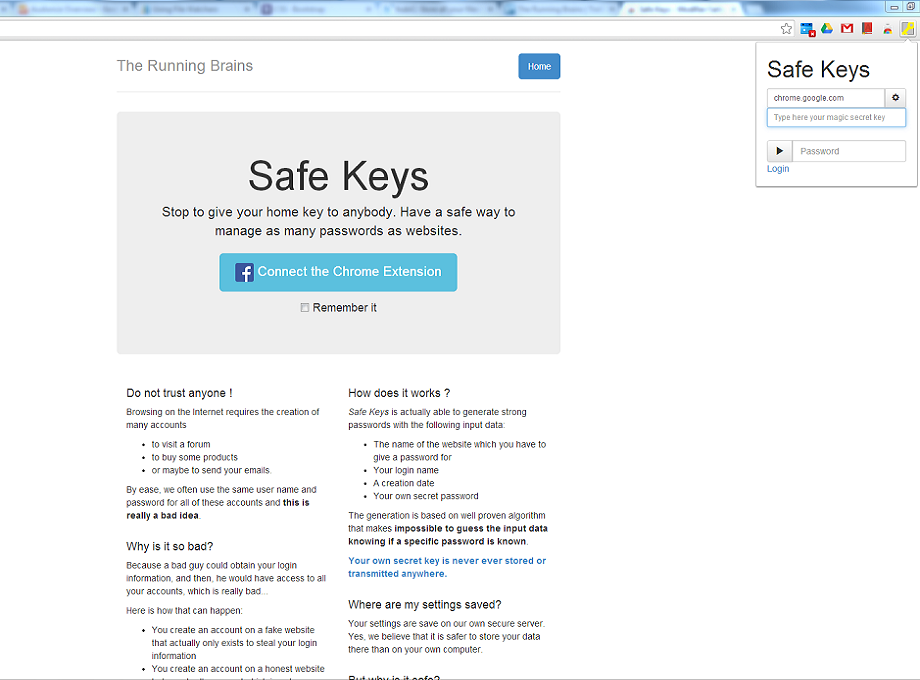 The Running Brains
Home
Safe Keys
Stop to give your home key to anybody. Have a safe way to
manage as many passwords as websites.
Connect the Chrome Extension
Remember it
Do not trust anyone !
Browsing on the Internet requires the creation of
many accounts
to visit a forum
to buy some products
or maybe to send your emails.
By ease, we often use the same user name and
password for all of these accounts and this is
really a bad idea.
Why is it so bad?
Because a bad guy could obtain your login
information, and then, he would have access to all
your accounts, which is really bad...
Here is how that can happen:
You create an account on a fake website
that actually only exists to steal your login
information
You create an account on a honest website
How does it works ?
Safe Keys is actually able to generate strong
passwords with the following input data:
The name of the website which you have to
give a password for
Your login name
A creation date
Your own secret password
The generation is based on well proven algorithm
that makes impossible to guess the input data
knowing if a specific password is known.
Your own secret key is never ever stored or
transmitted anywhere.
Where are my settings saved?
Your settings are save on our own secure server.
Yes, we believe that it is safer to store your data
there than on your own computer.
But why is it safe?
Safe Keys
chrome.google.com
Type here your magic secret key
Password
Login